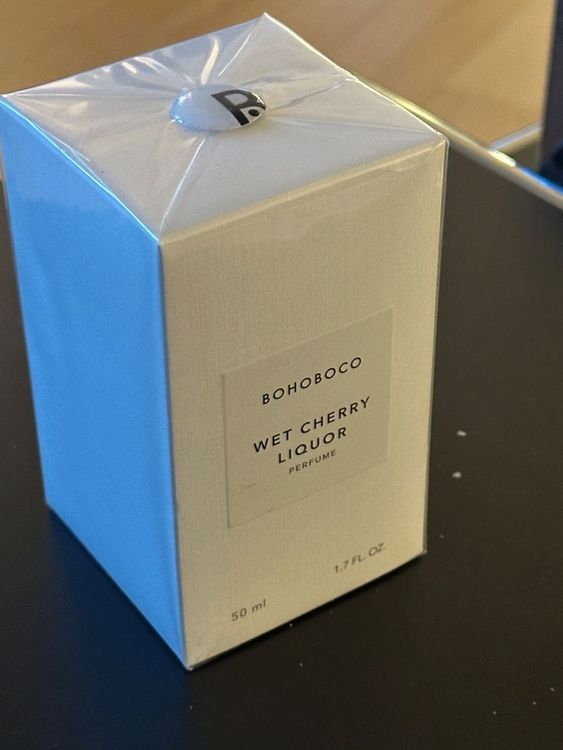 B.
BOHOBOCO
WET CHERRY
LIQUOR
PERFUME
50 ml
1.7 FL. OZ.